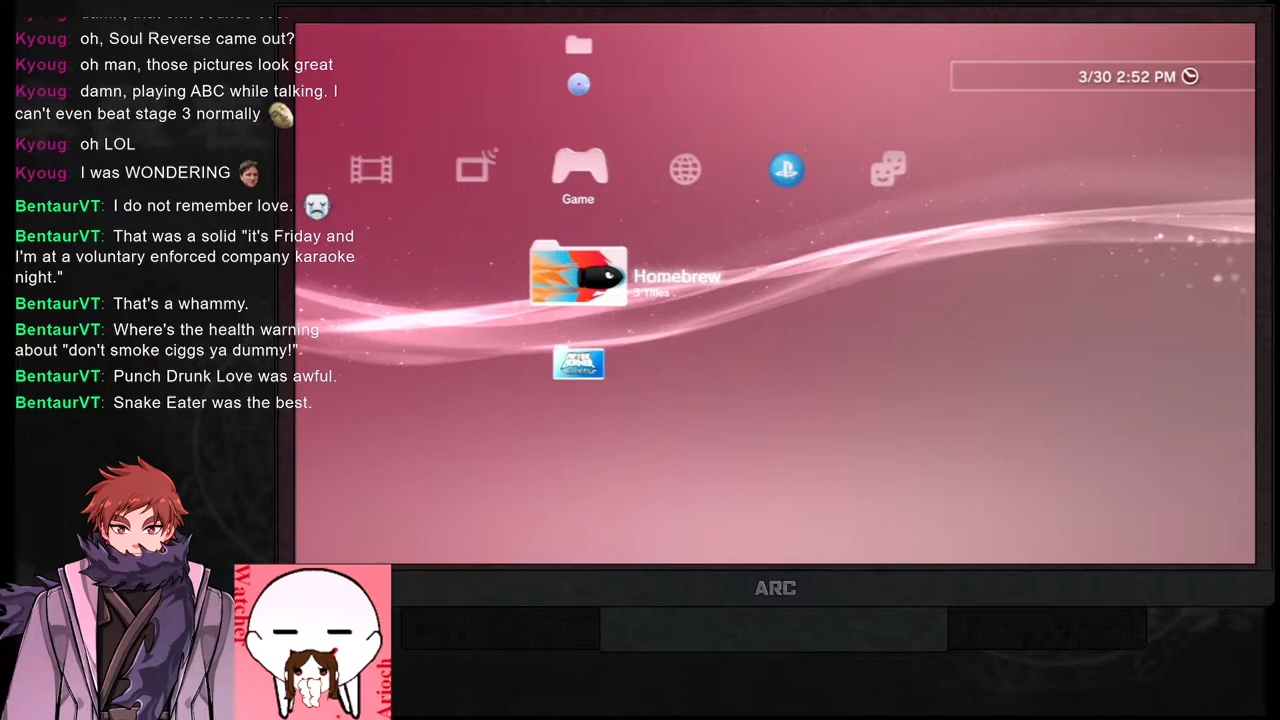 Kyoug oh, Soul Reverse came out?
Kyoug oh man, those pictures look great
Kyoug damn, playing ABC while talking. I
can't even beat stage 3 normally
Kyoug oh LOL
Kyoug I was WONDERING
BentaurVT: I do not remember love.
BentaurVT: That was a solid "it's Friday and
I'm at a voluntary enforced company karaoke
night."
BentaurVT: That's a whammy.
BentaurVT: Where's the health warning
about "don't smoke ciggs ya dummy!"
BentaurVT: Punch Drunk Love was awful.
BentaurVT: Snake Eater was the best.
3/30 2:52 PM
Game
Homebrew
3 Titles
ARC
Watcher
Arioch